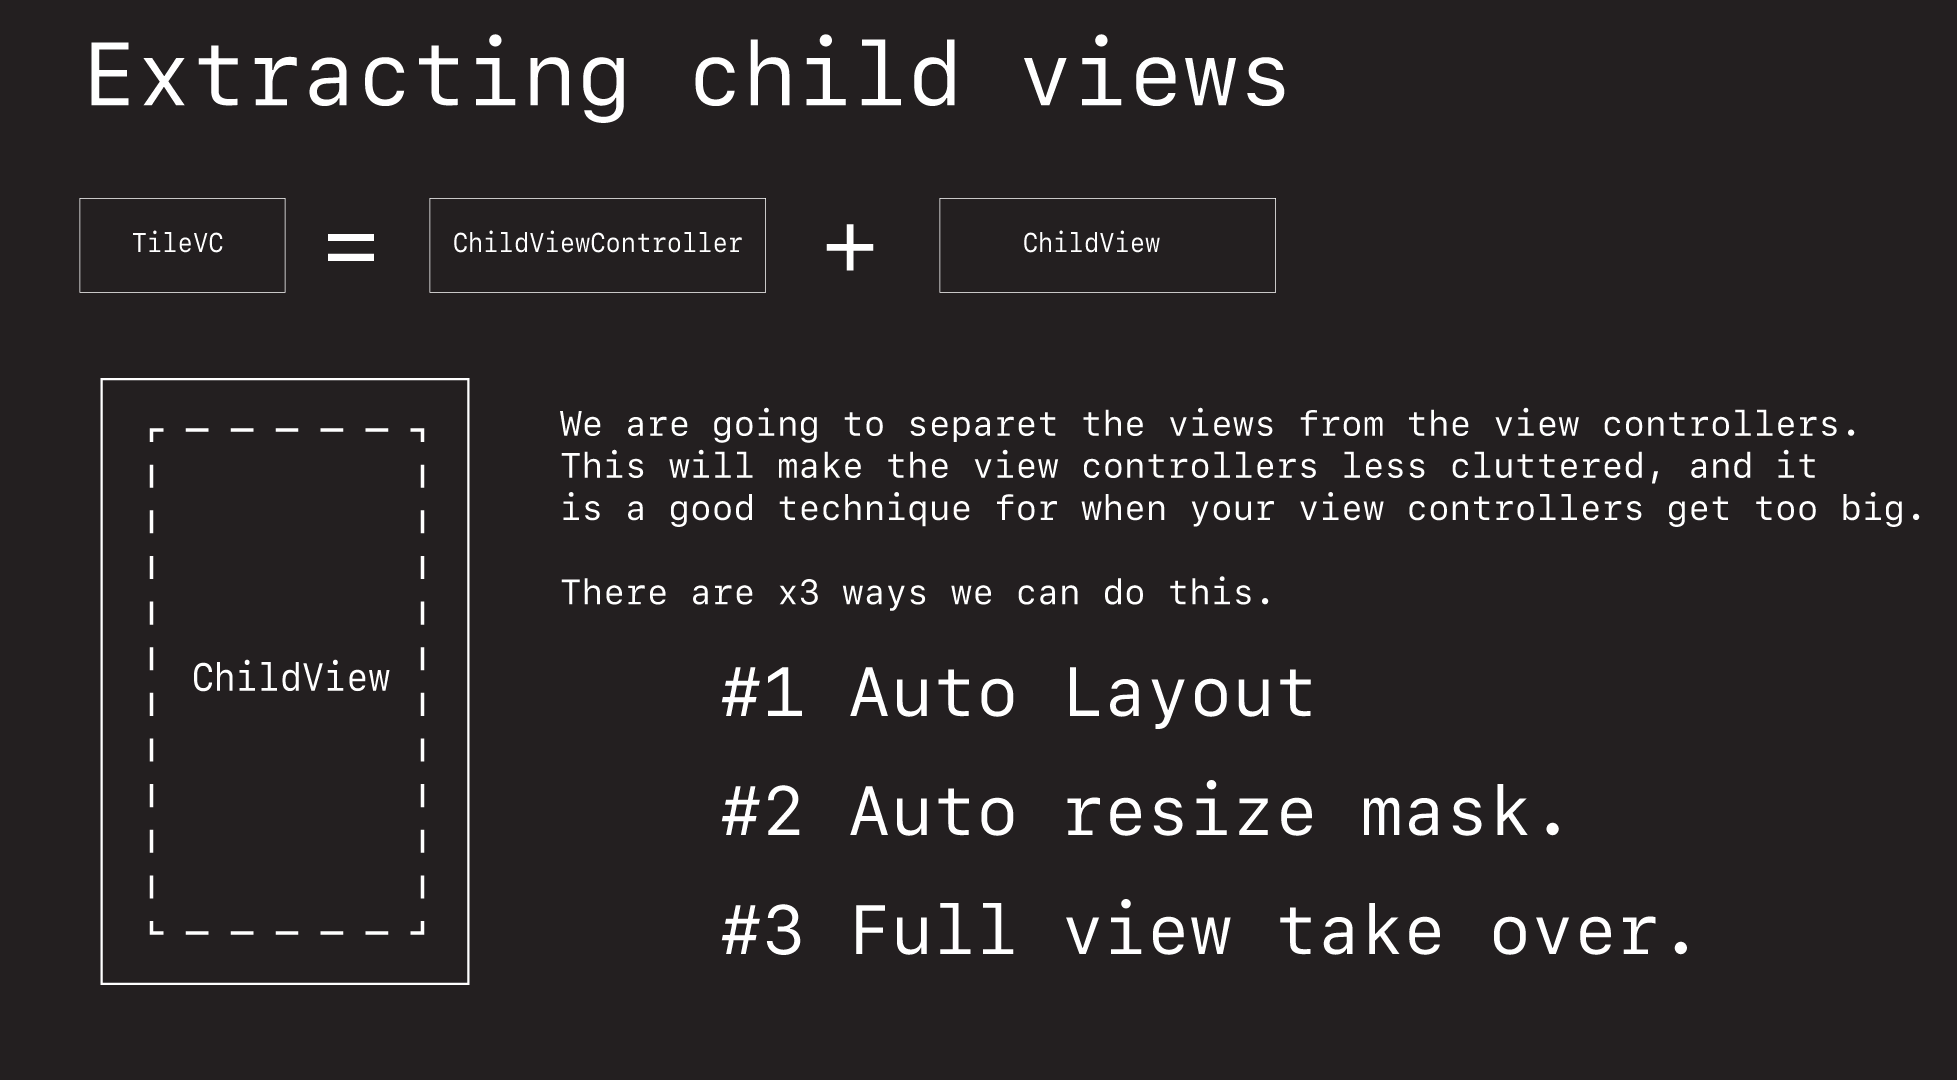 Extracting child views
TileVC = ChildViewController + ChildView
We are going to separet the views from the view controllers.
This will make the view controllers less cluttered, and it
is a good technique for when your view controllers get too big.
There are x3 ways we can do this.
ChildView
#1 Auto Layout
#2 Auto resize mask.
#3 Full view take over.